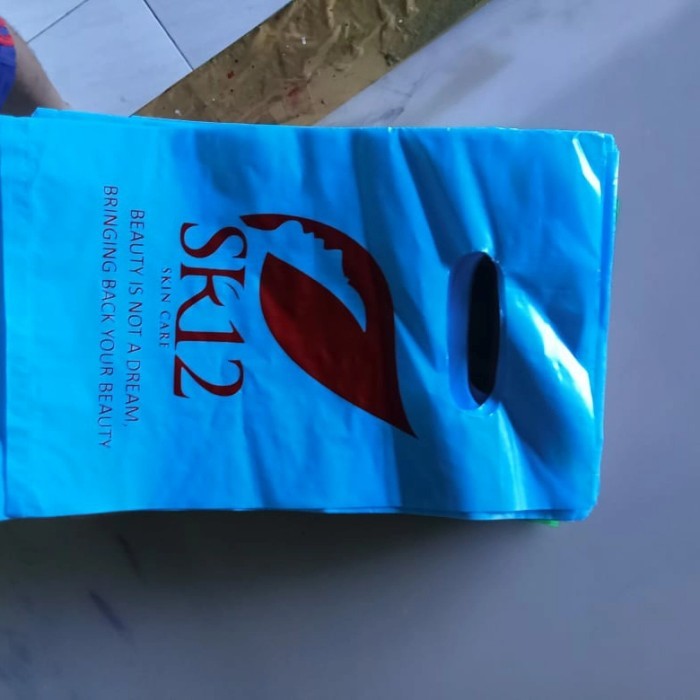 SK12
SKIN CARE
BEAUTY IS NOT A DREAM,
BRINGING BACK YOUR BEAUTY